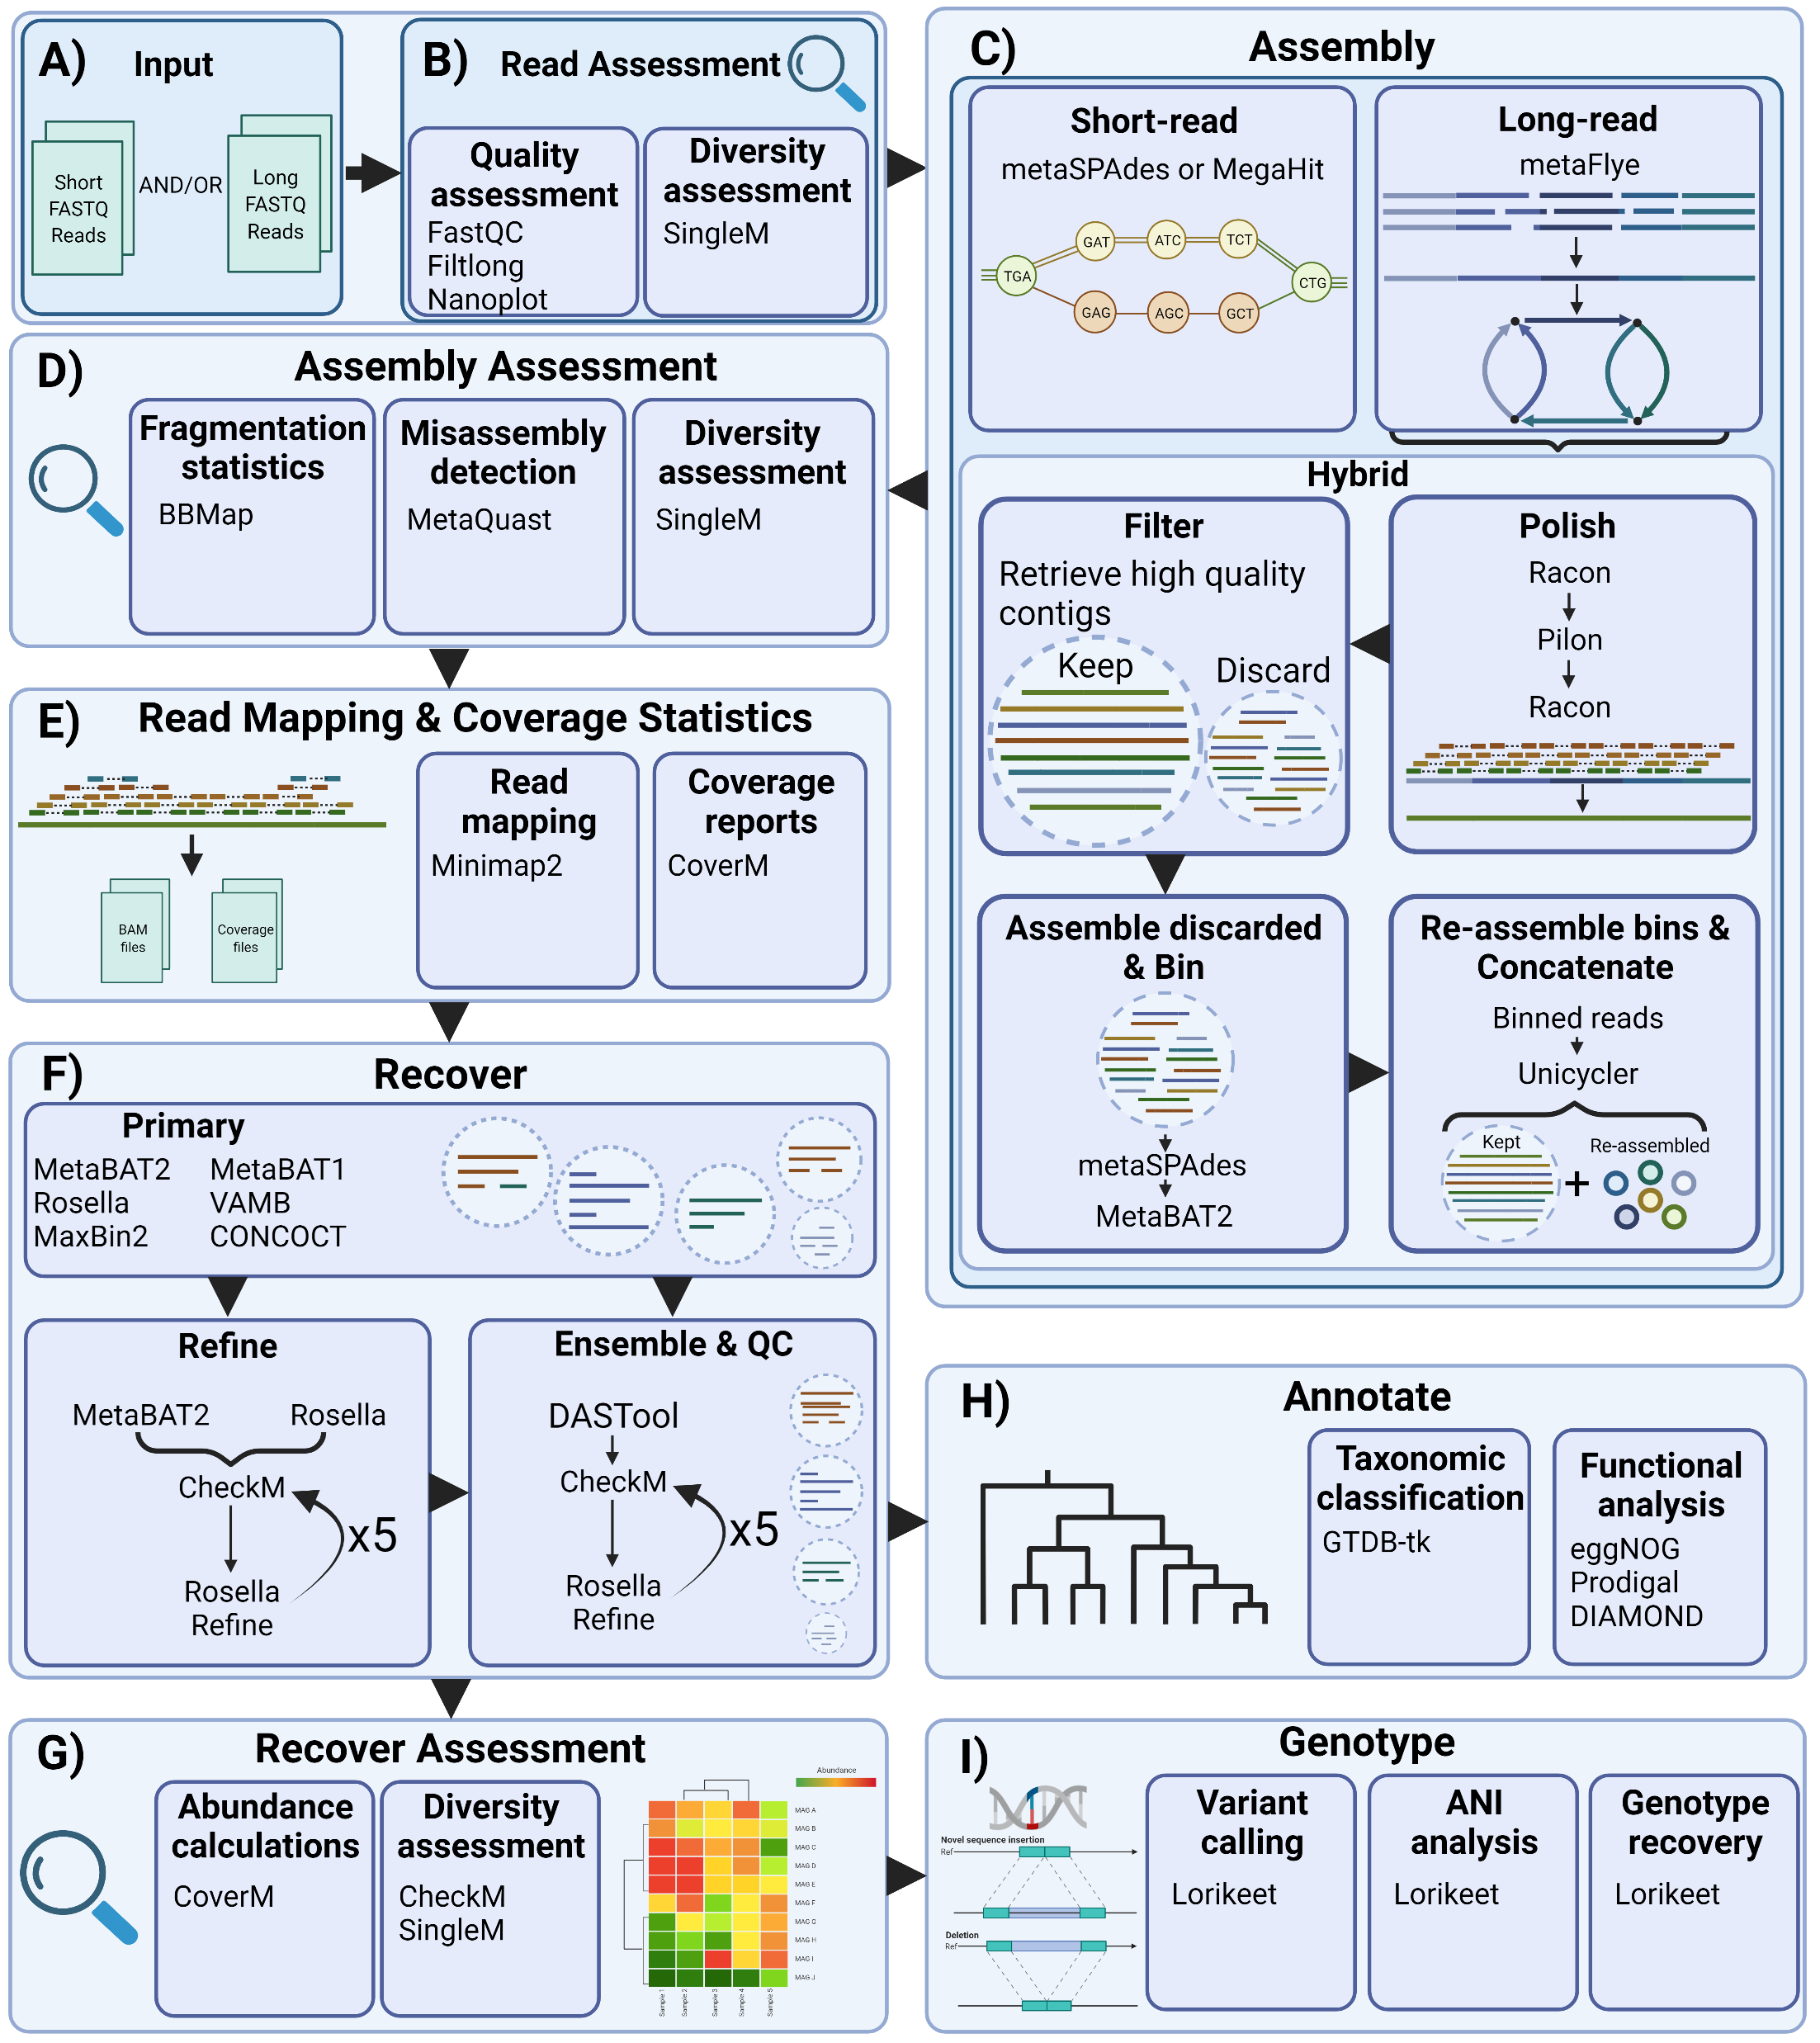 A) Input
Short
FASTQ
Reads
AND/OR
Long
FASTQ
Reads
B) Read Assessment
Quality
assessment
FastQC
Filtlong
Nanoplot
Diversity
assessment
SingleM
C) Assembly
Short-read
metaSPAdes or MegaHit
TGA
GAT
ATC
TCT
CTG
GAG
AGC
GCT
Long-read
metaFlye
Hybrid
Polish
Racon
Pilon
Racon
Filter
Retrieve high quality
contigs
Keep
Discard
Assemble discarded
& Bin
metaSPAdes
MetaBAT2
Re-assemble bins &
Concatenate
Binned reads
Unicycler
Kept
Re-assembled
+
D) Assembly Assessment
Fragmentation
statistics
BBMap
Misassembly
detection
MetaQuast
Diversity
assessment
SingleM
E) Read Mapping & Coverage Statistics
BAM
files
Coverage
files
Read
mapping
Minimap2
Coverage
reports
CoverM
F) Recover
Primary
MetaBAT2 MetaBAT1
Rosella VAMB
MaxBin2 CONCOCT
Refine
MetaBAT2 Rosella
CheckM
x5
Rosella
Refine
Ensemble & QC
DASTool
CheckM
x5
Rosella
Refine
G) Recover Assessment
Abundance
calculations
CoverM
Diversity
assessment
CheckM
SingleM
Abundance
MAG A
MAG B
MAG C
MAG D
MAG E
MAG F
MAG G
MAG H
MAG I
MAG J
Sample 1
Sample 2
Sample 3
Sample 4
Sample 5
H) Annotate
Taxonomic
classification
GTDB-tk
Functional
analysis
eggNOG
Prodigal
DIAMOND
I) Genotype
Novel sequence insertion
Ref
Deletion
Ref
Variant
calling
Lorikeet
ANI
analysis
Lorikeet
Genotype
recovery
Lorikeet